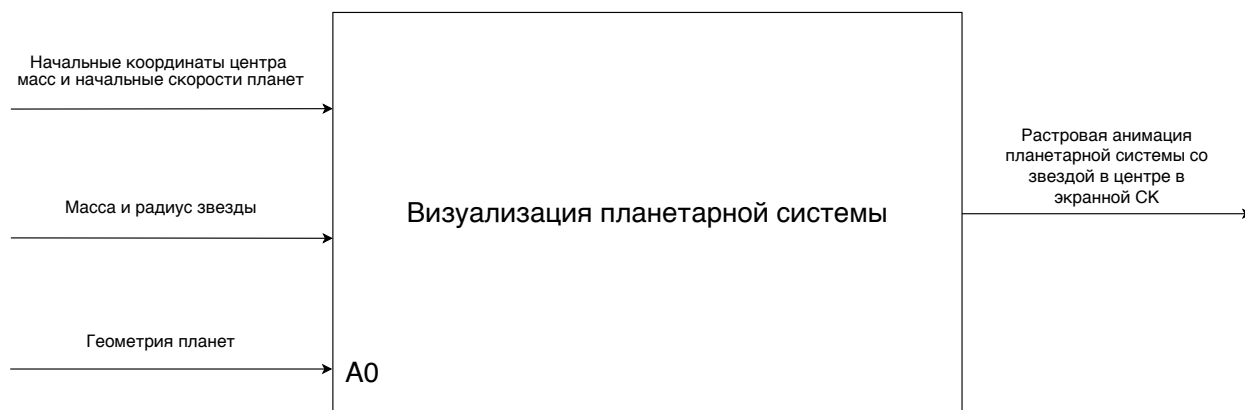 Начальные координаты центра
масс и начальные скорости планет
Масса и радиус звезды
Геометрия планет
Визуализация планетарной системы
A0
Растровая анимация
планетарной системы со
звездой в центре в
экранной СК